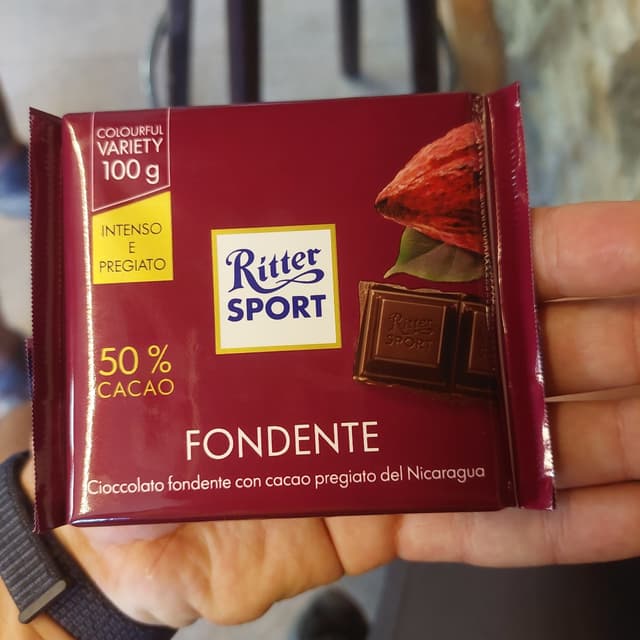 COLOURFUL
VARIETY
100 g
INTENSO
E
PREGIATO
Ritter
SPORT
Ritter
SPORT
50 %
CACAO
FONDENTE
Cioccolato fondente con cacao pregiato del Nicaragua